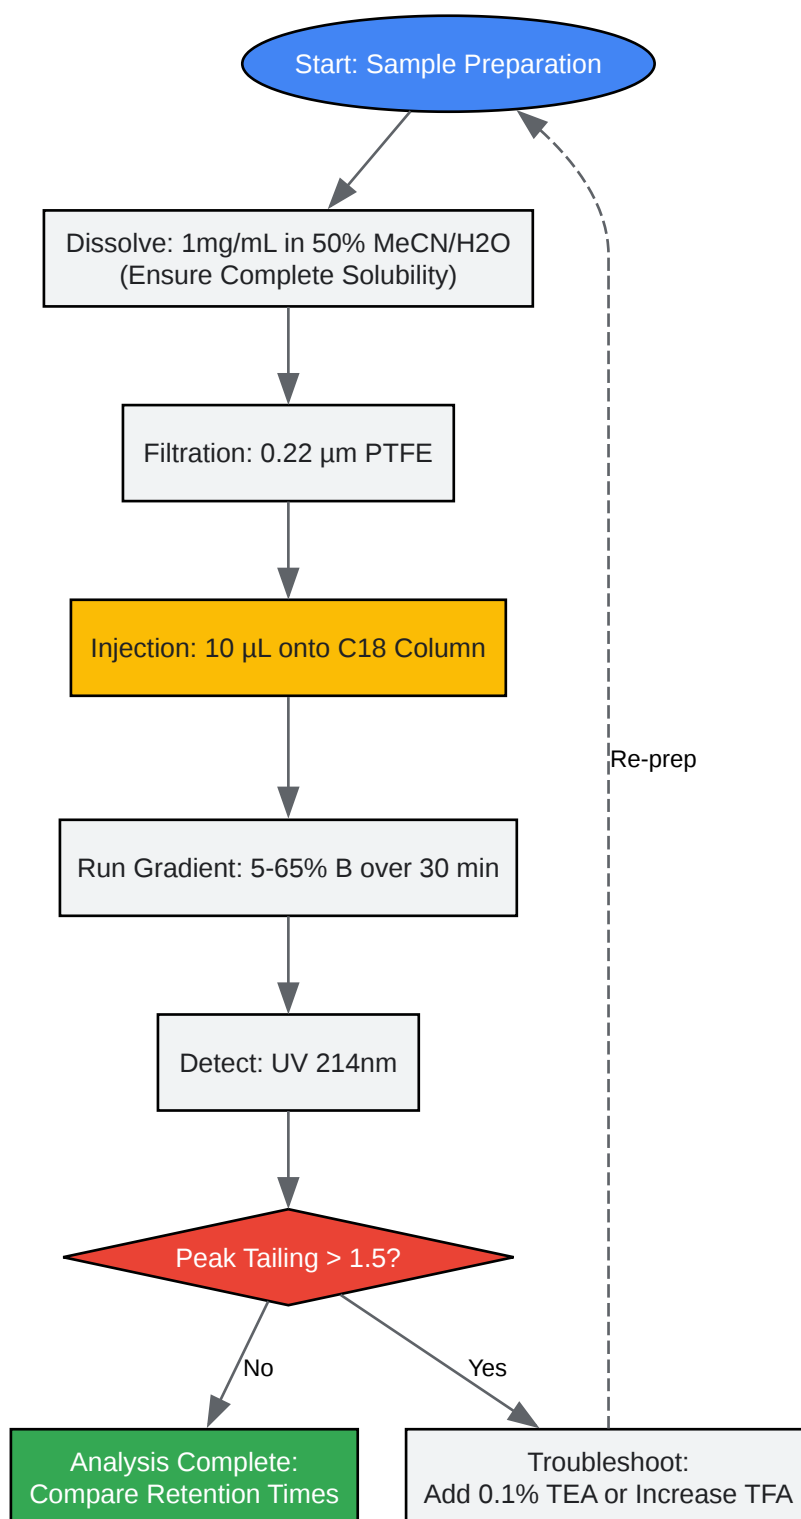 Start: Sample Preparation
Dissolve: 1mg/mL in 50% MeCN/H2O
(Ensure Complete Solubility)
Filtration: 0.22 µm PTFE
Injection: 10 µL onto C18 Column
Re-prep
Run Gradient: 5-65% B over 30 min
Detect: UV 214nm
Peak Tailing > 1.5?
No
Yes
Analysis Complete:
Compare Retention Times
Troubleshoot:
Add 0.1% TEA or Increase TFA